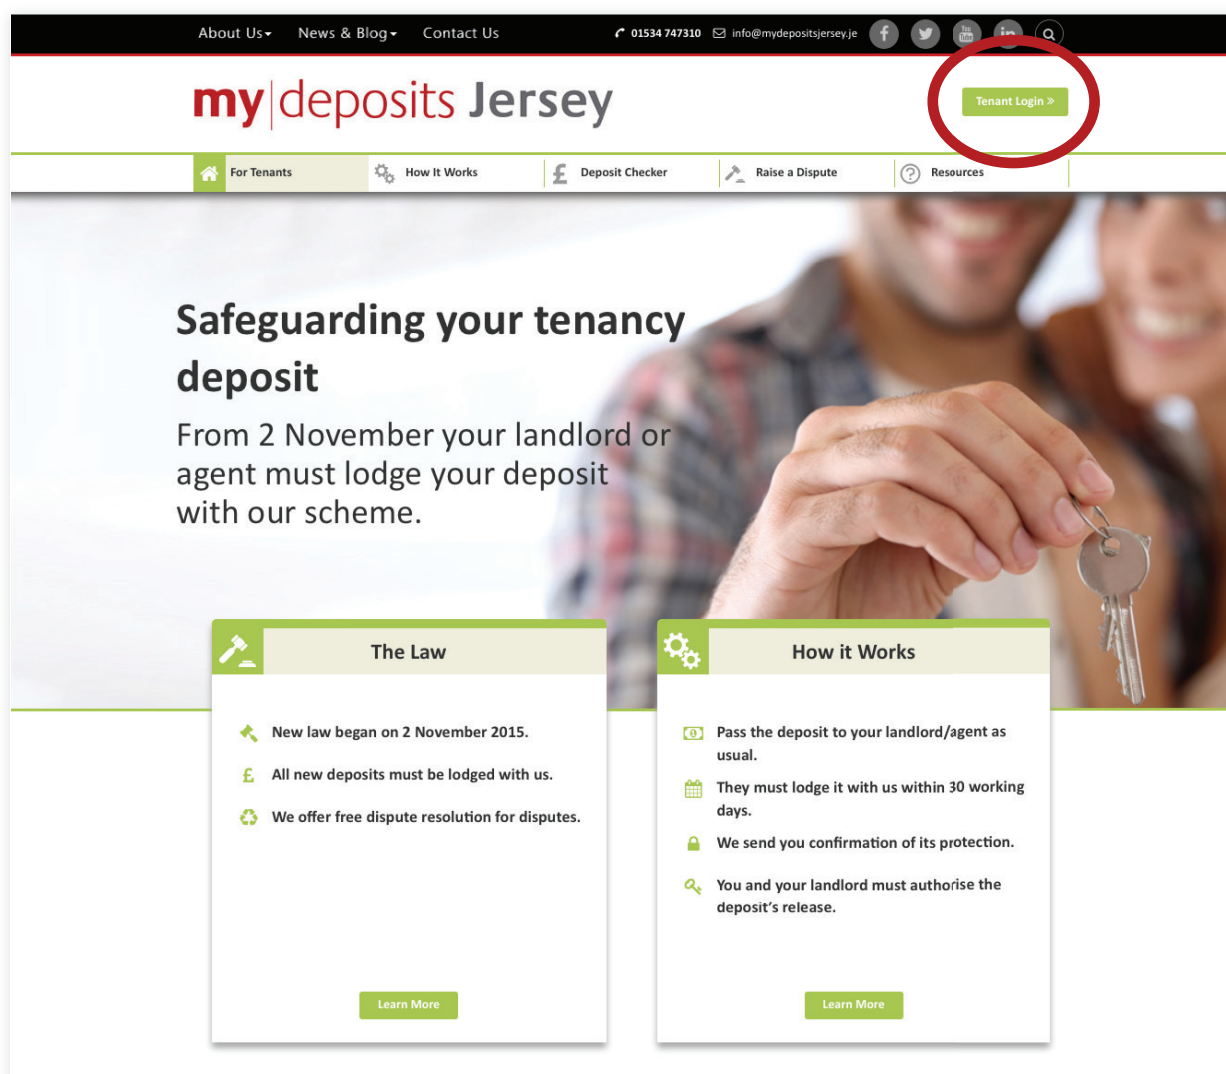 About Us
News & Blog
Contact Us
01534 747310
info@mydepositsjersey.je
You Tube
in
my|deposits Jersey
Tenant Login »
For Tenants
How It Works
£ Deposit Checker
Raise a Dispute
? Resources
Safeguarding your tenancy
deposit
From 2 November your landlord or
agent must lodge your deposit
with our scheme.
The Law
New law began on 2 November 2015.
£ All new deposits must be lodged with us.
We offer free dispute resolution for disputes.
Learn More
How it Works
Pass the deposit to your landlord/agent as
usual.
They must lodge it with us within 30 working
days.
We send you confirmation of its protection.
You and your landlord must authorise the
deposit's release.
Learn More